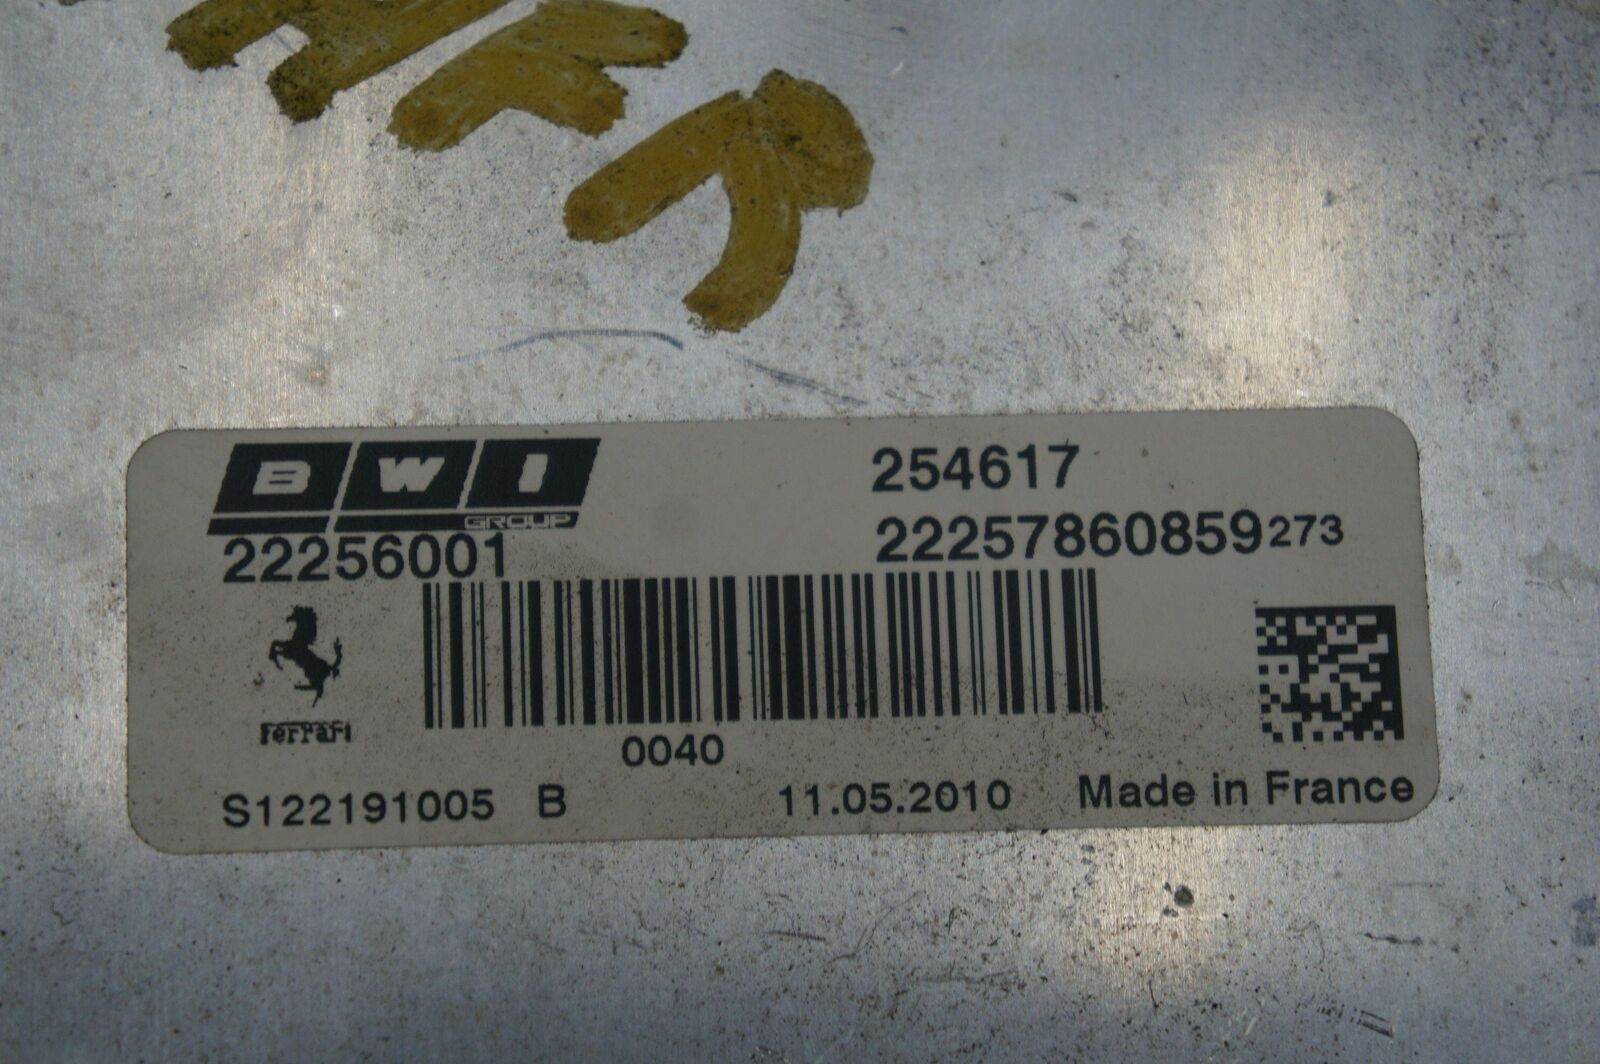 BWI
GROUP
254617
22256001
22257860859273
Ferrari
0040
S122191005 B
11.05.2010
Made in France